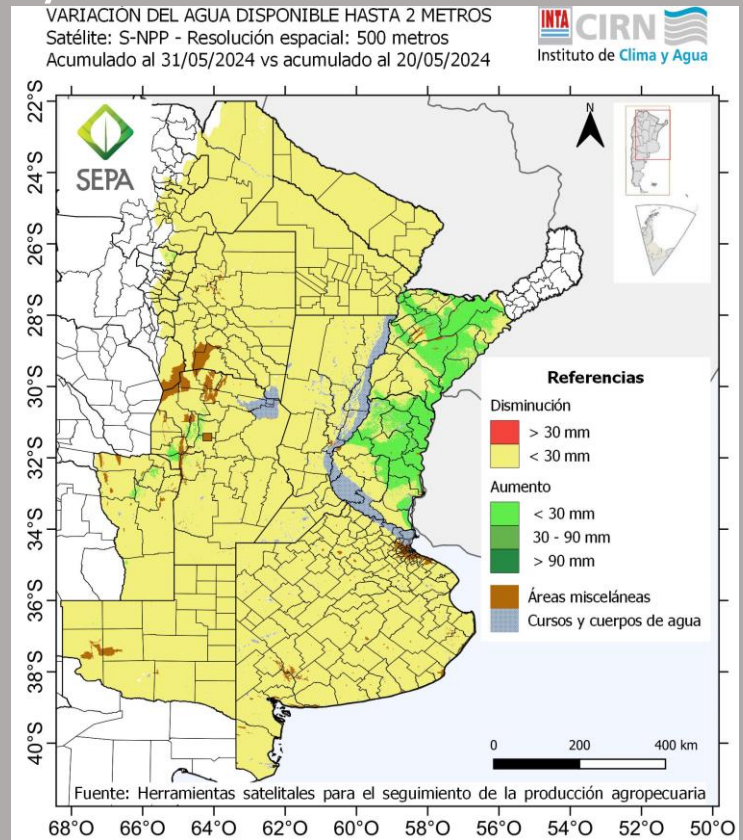 VARIACIÓN DEL AGUA DISPONIBLE HASTA 2 METROS
Satélite: S-NPP - Resolución espacial: 500 metros
Acumulado al 31/05/2024 vs acumulado al 20/05/2024
INTA CIRN
Instituto de Clima y Agua
SEPA
N
22°S
24°S
26°S
28°S
30°S
32°S
34°S
36°S
38°S
40°S
Referencias
Disminución
> 30 mm
< 30 mm
Aumento
< 30 mm
30 - 90 mm
> 90 mm
Áreas misceláneas
Cursos y cuerpos de agua
0 200 400 km
Fuente: Herramientas satelitales para el seguimiento de la producción agropecuaria
68°O 66°O 64°O 62°O 60°O 58°O 56°O 54°O 52°O 50°O